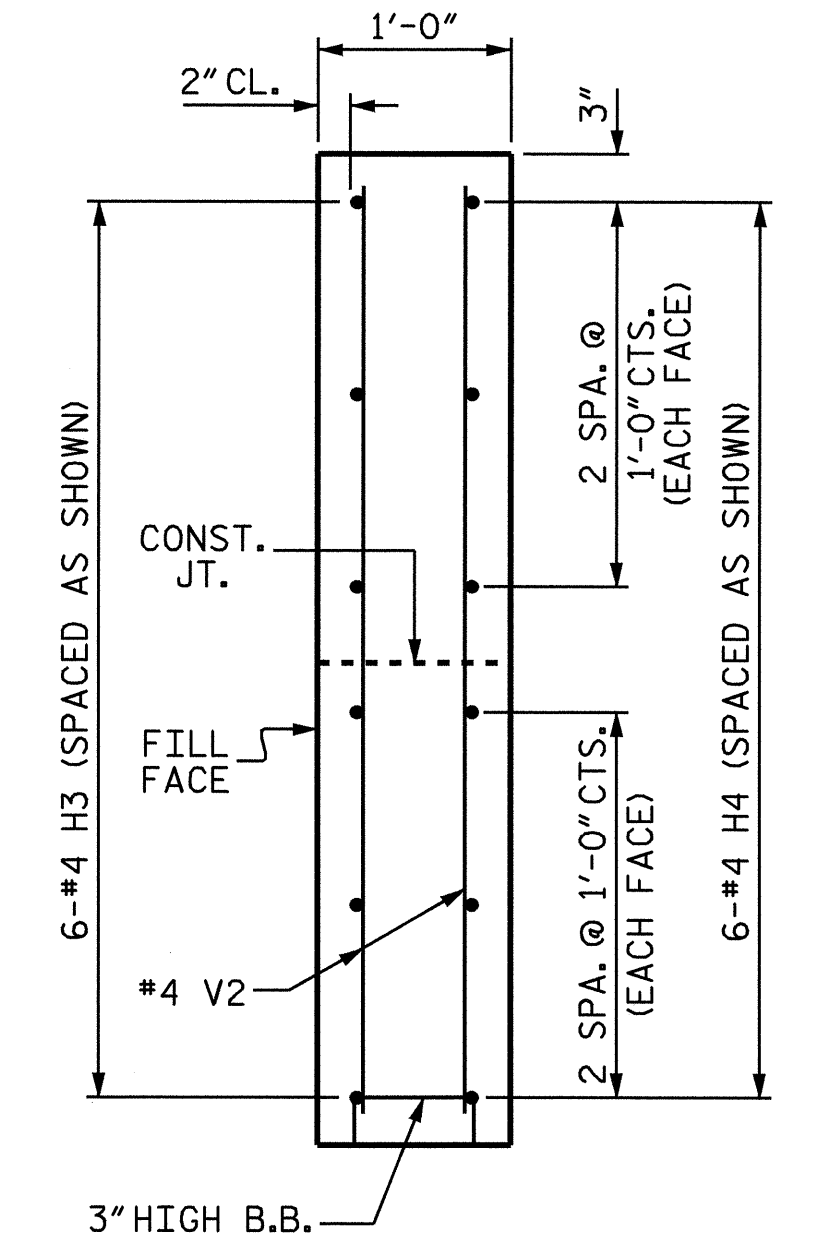 1'-0"
2" CL.
3"
2 SPA. @
1'-0" CTS.
(EACH FACE)
6-#4 H3 (SPACED AS SHOWN)
6-#4 H4 (SPACED AS SHOWN)
CONST.
JT.
FILL
FACE
2 SPA. @ 1'-0" CTS.
(EACH FACE)
#4 V2
3" HIGH B.B.